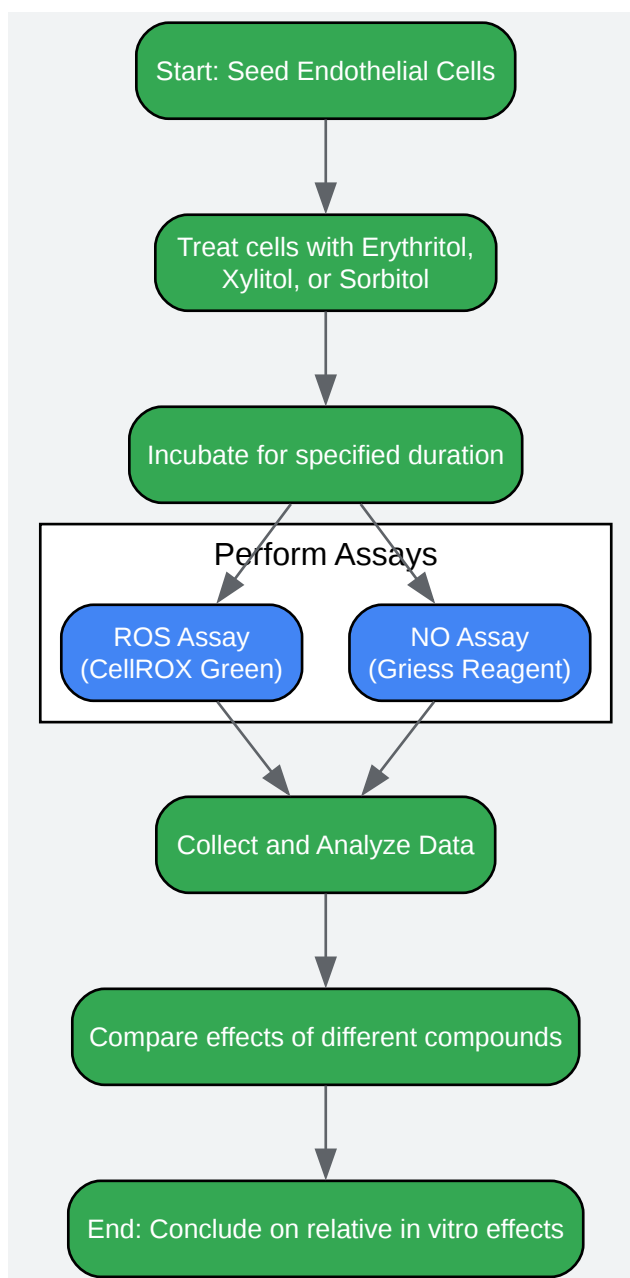 Start: Seed Endothelial Cells
Treat cells with Erythritol,
Xylitol, or Sorbitol
Incubate for specified duration
Perform Assays
ROS Assay
(CellROX Green)
NO Assay
(Griess Reagent)
Collect and Analyze Data
Compare effects of different compounds
End: Conclude on relative in vitro effects